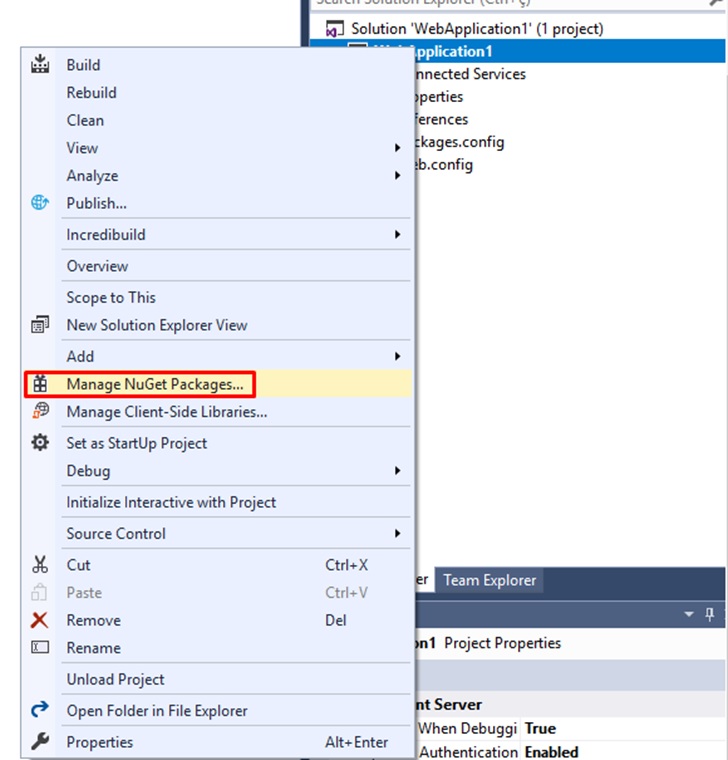 Search Solution Explorer (Ctrl+ç)
Solution 'WebApplication1' (1 project)
WebApplication1
nnected Services
operties
ferences
ckages.config
eb.config
Build
Rebuild
Clean
View
Analyze
Publish...
Incredibuild
Overview
Scope to This
New Solution Explorer View
Add
Manage NuGet Packages...
Manage Client-Side Libraries...
Set as StartUp Project
Debug
Initialize Interactive with Project
Source Control
Cut Ctrl+X
Paste Ctrl+V
Remove Del
Rename
Unload Project
Open Folder in File Explorer
Properties Alt+Enter
er Team Explorer
on1 Project Properties
nt Server
When Debuggi True
Authentication Enabled